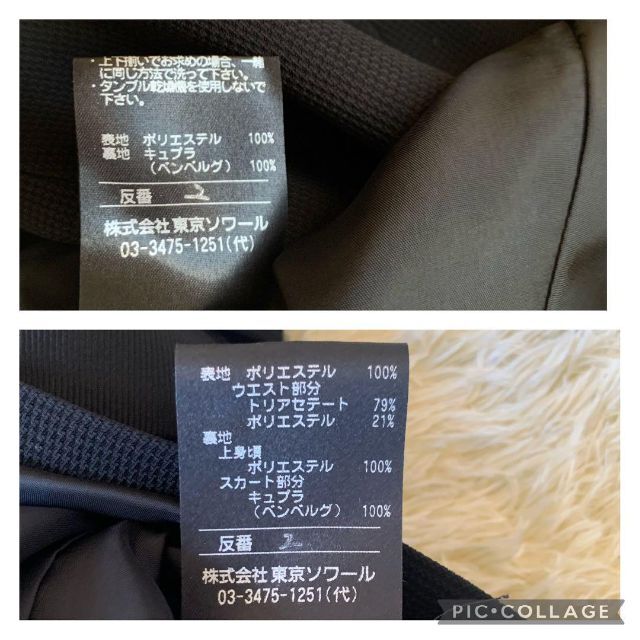 ・上下揃いでお求めの場合、一緒
に同じ方法で洗って下さい。
・タンブル乾燥機を使用しないで
下さい。
表地 ポリエステル 100%
裏地 キュプラ
(ベンベルグ) 100%
反番 2
株式会社 東京ソワール
03-3475-1251(代)
表地 ポリエステル 100%
ウエスト部分
トリアセテート 79%
ポリエステル 21%
裏地
上身頃
ポリエステル 100%
スカート部分
キュプラ
(ベンベルグ) 100%
反番 2
株式会社 東京ソワール
03-3475-1251(代)
PIC•COLLAGE